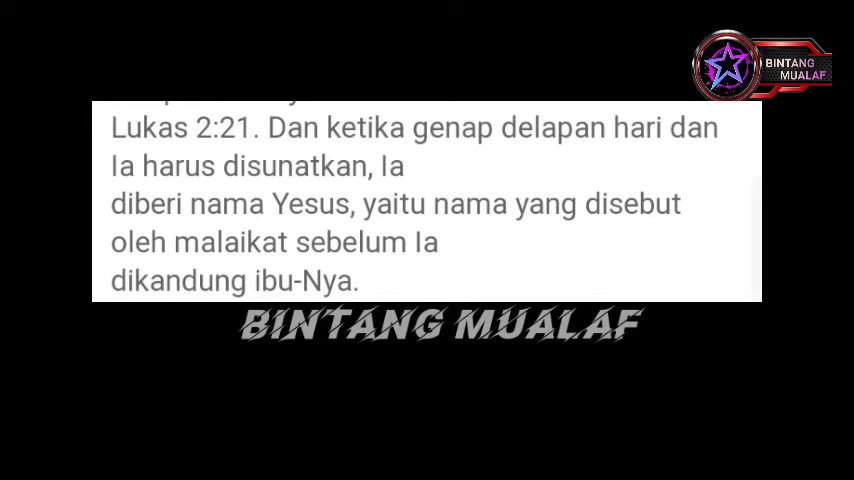 BINTANG
MUALAF
Lukas 2:21. Dan ketika genap delapan hari dan
Ia harus disunatkan, Ia
diberi nama Yesus, yaitu nama yang disebut
oleh malaikat sebelum Ia
dikandung ibu-Nya.
BINTANG MUALAF